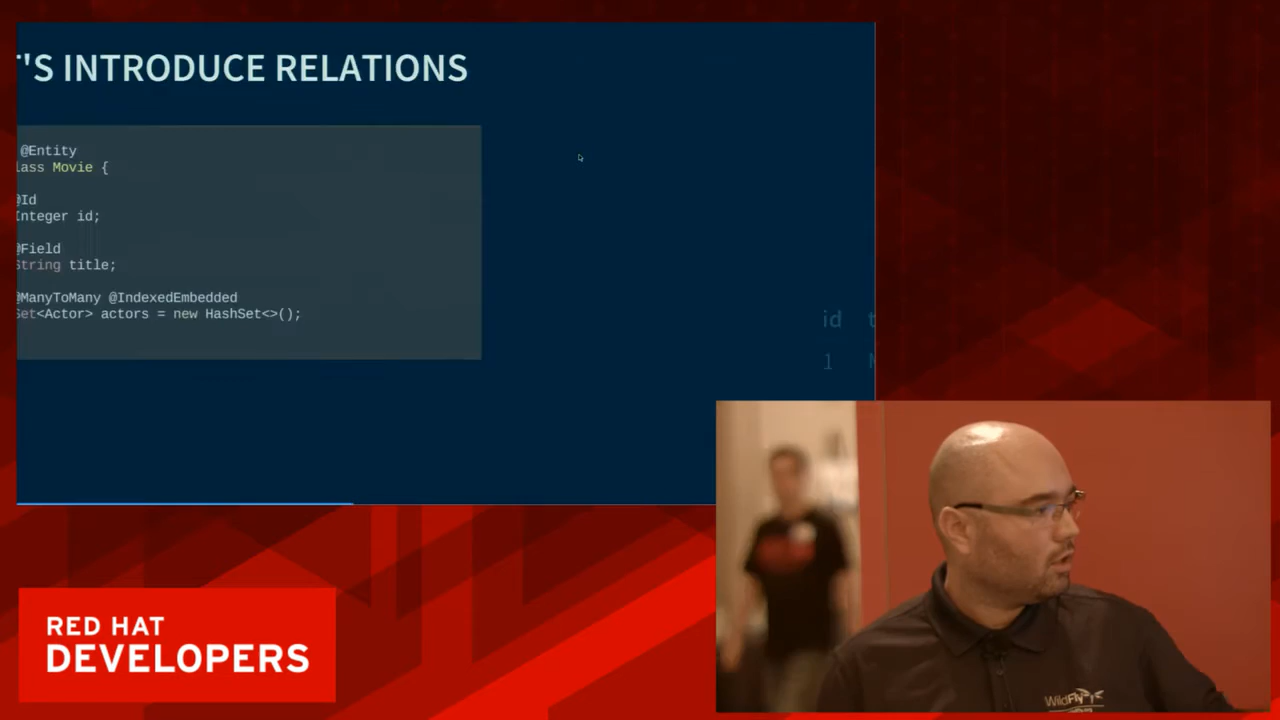 'S INTRODUCE RELATIONS
@Entity
lass Movie {
@Id
Integer id;
@Field
String title;
@ManyToMany @IndexedEmbedded
Set<Actor> actors = new HashSet<>();
id t
1 M
RED HAT
DEVELOPERS
WildFly